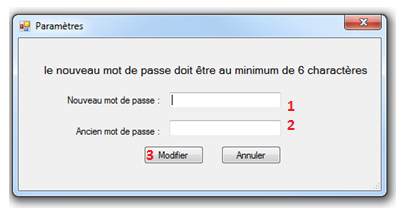 Paramètres
le nouveau mot de passe doit être au minimum de 6 charactères
Nouveau mot de passe : 1
Ancien mot de passe : 2
3 Modifier Annuler